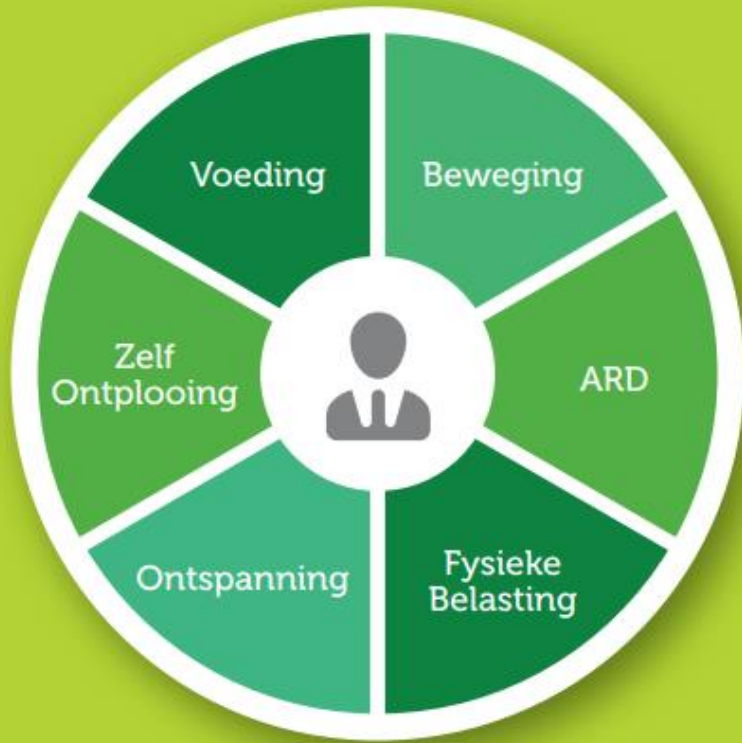 Voeding
Beweging
Zelf
Ontplooing
ARD
Ontspanning
Fysieke
Belasting